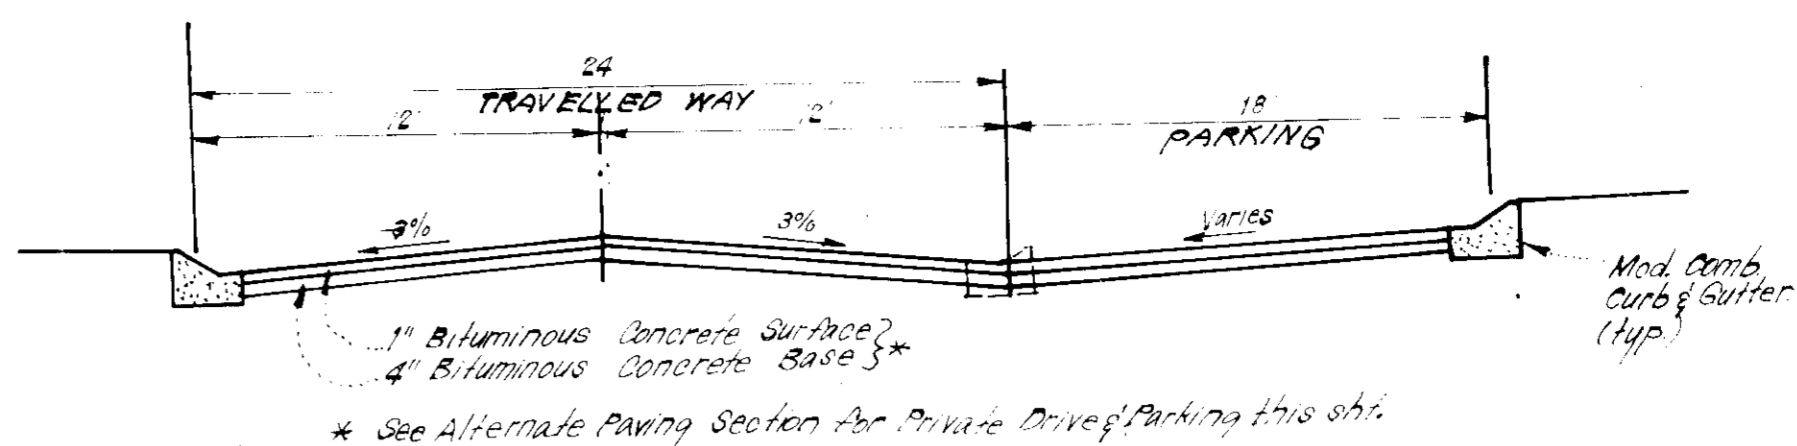 24
TRAVELLED WAY
12'
12'
18'
PARKING
3%
3%
Varies
Mod. Comb.
Curb & Gutter
(typ.)
1" Bituminous Concrete Surface } *
4" Bituminous Concrete Base
* See Alternate Paving Section for Private Drive & Parking this sht.